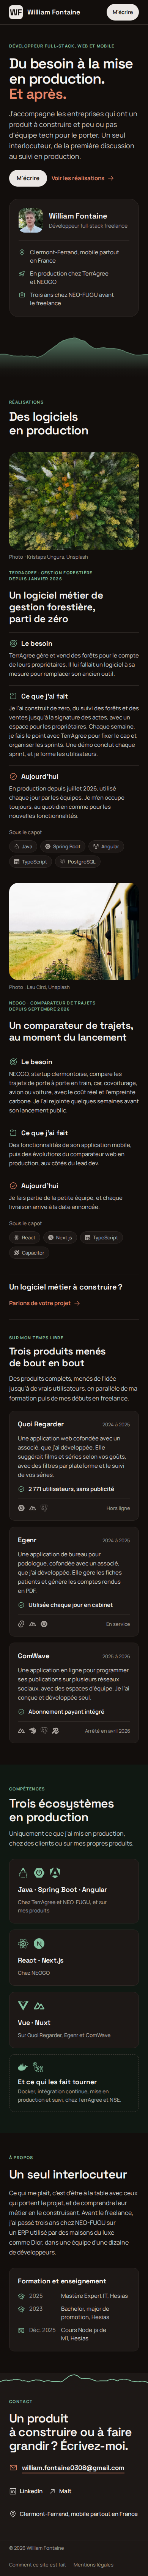 WF William Fontaine
M'écrire
DÉVELOPPEUR FULL-STACK, WEB ET MOBILE
Du besoin à la mise
en production.
Et après.
J'accompagne les entreprises qui ont un
produit à construire et pas ou peu
d'équipe tech pour le porter. Un seul
interlocuteur, de la première discussion
au suivi en production.
M'écrire
Voir les réalisations →
William Fontaine
Développeur full-stack freelance
Clermont-Ferrand, mobile partout
en France
En production chez TerrAgree
et NEOGO
Trois ans chez NEO-FUGU avant
le freelance
RÉALISATIONS
Des logiciels
en production
Photo : Kristaps Ungurs, Unsplash
TERRAGREE · GESTION FORESTIÈRE
DEPUIS JANVIER 2025
Un logiciel métier de
gestion forestière,
parti de zéro
Le besoin
TerrAgree gère et vend des forêts pour le compte
de leurs propriétaires. Il lui fallait un logiciel à sa
mesure pour remplacer son ancien outil.
Ce que j'ai fait
Je l'ai construit de zéro, du suivi des forêts et des
ventes jusqu'à la signature des actes, avec un
espace pour les propriétaires. Chaque semaine,
je fais le point avec TerrAgree pour fixer le cap et
organiser les sprints. Une démo conclut chaque
sprint, et je forme les utilisateurs.
Aujourd'hui
En production depuis juillet 2026, utilisé
chaque jour par les équipes. Je m'en occupe
toujours, au quotidien comme pour les
nouvelles fonctionnalités.
Sous le capot
Java
Spring Boot
Angular
TypeScript
PostgreSQL
Photo : Lau Clrd, Unsplash
NEOGO · COMPARATEUR DE TRAJETS
DEPUIS SEPTEMBRE 2025
Un comparateur de trajets,
au moment du lancement
Le besoin
NEOGO, startup clermontoise, compare les
trajets de porte à porte en train, car, covoiturage,
avion ou voiture, avec le coût réel et l'empreinte
carbone. Je l'ai rejointe quelques semaines avant
son lancement public.
Ce que j'ai fait
Des fonctionnalités de son application mobile,
puis des évolutions du comparateur web en
production, aux côtés du lead dev.
Aujourd'hui
Je fais partie de la petite équipe, et chaque
livraison arrive à la date annoncée.
Sous le capot
React
Next.js
TypeScript
Capacitor
Un logiciel métier à construire ?
Parlons de votre projet →
SUR MON TEMPS LIBRE
Trois produits menés
de bout en bout
Des produits complets, menés de l'idée
jusqu'à de vrais utilisateurs, en parallèle de ma
formation puis de mes débuts en freelance.
Quoi Regarder
2024 à 2025
Une application web cofondée avec un
associé, que j'ai développée. Elle
suggérait films et séries selon vos goûts,
avec des filtres par plateforme et le suivi
de vos séries.
2 771 utilisateurs, sans publicité
Hors ligne
Egenr
2024 à 2025
Une application de bureau pour
podologue, cofondée avec un associé,
que j'ai développée. Elle gère les fiches
patients et génère les comptes rendus
en PDF.
Utilisée chaque jour en cabinet
En service
ComWave
2025 à 2026
Une application en ligne pour programmer
ses publications sur plusieurs réseaux
sociaux, avec des espaces d'équipe. Je l'ai
conçue et développée seul.
Abonnement payant intégré
Arrêté en avril 2026
COMPÉTENCES
Trois écosystèmes
en production
Uniquement ce que j'ai mis en production,
chez des clients ou sur mes propres produits.
Java · Spring Boot · Angular
Chez TerrAgree et NEO-FUGU, et sur
mes produits
React · Next.js
Chez NEOGO
Vue · Nuxt
Sur Quoi Regarder, Egenr et ComWave
Et ce qui les fait tourner
Docker, intégration continue, mise en
production et suivi, chez TerrAgree et NSE.
À PROPOS
Un seul interlocuteur
Ce qui me plaît, c'est d'être à la table avec ceux
qui portent le projet, et de comprendre leur
métier en le construisant. Avant le freelance,
j'ai passé trois ans chez NEO-FUGU sur
un ERP utilisé par des maisons du luxe
comme Dior, dans une équipe d'une dizaine
de développeurs.
Formation et enseignement
2025 Mastère Expert IT, Hesias
2023 Bachelor, major de
promotion, Hesias
Déc. 2025 Cours Node.js de
M1, Hesias
CONTACT
Un produit
à construire ou à faire
grandir ? Écrivez-moi.
william.fontaine0308@gmail.com
LinkedIn
Malt
Clermont-Ferrand, mobile partout en France
© 2026 William Fontaine
Comment ce site est fait
Mentions légales